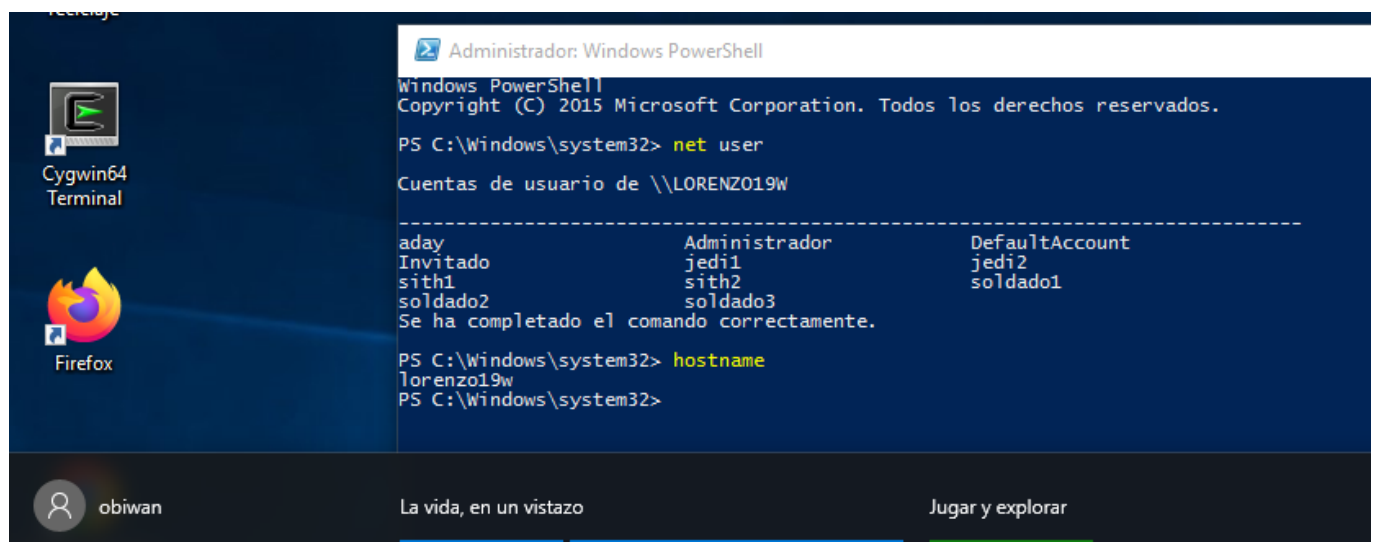 Administrador: Windows PowerShell
Windows PowerShell
Copyright (C) 2015 Microsoft Corporation. Todos los derechos reservados.
PS C:\Windows\system32> net user
Cuentas de usuario de \\LORENZO19W
-------------------------------------------------------------------------------
aday Administrador DefaultAccount
Invitado jedi1 jedi2
sith1 sith2 soldado1
soldado2 soldado3
Se ha completado el comando correctamente.
PS C:\Windows\system32> hostname
lorenzo19w
PS C:\Windows\system32>
Cygwin64
Terminal
Firefox
obiwan
La vida, en un vistazo
Jugar y explorar